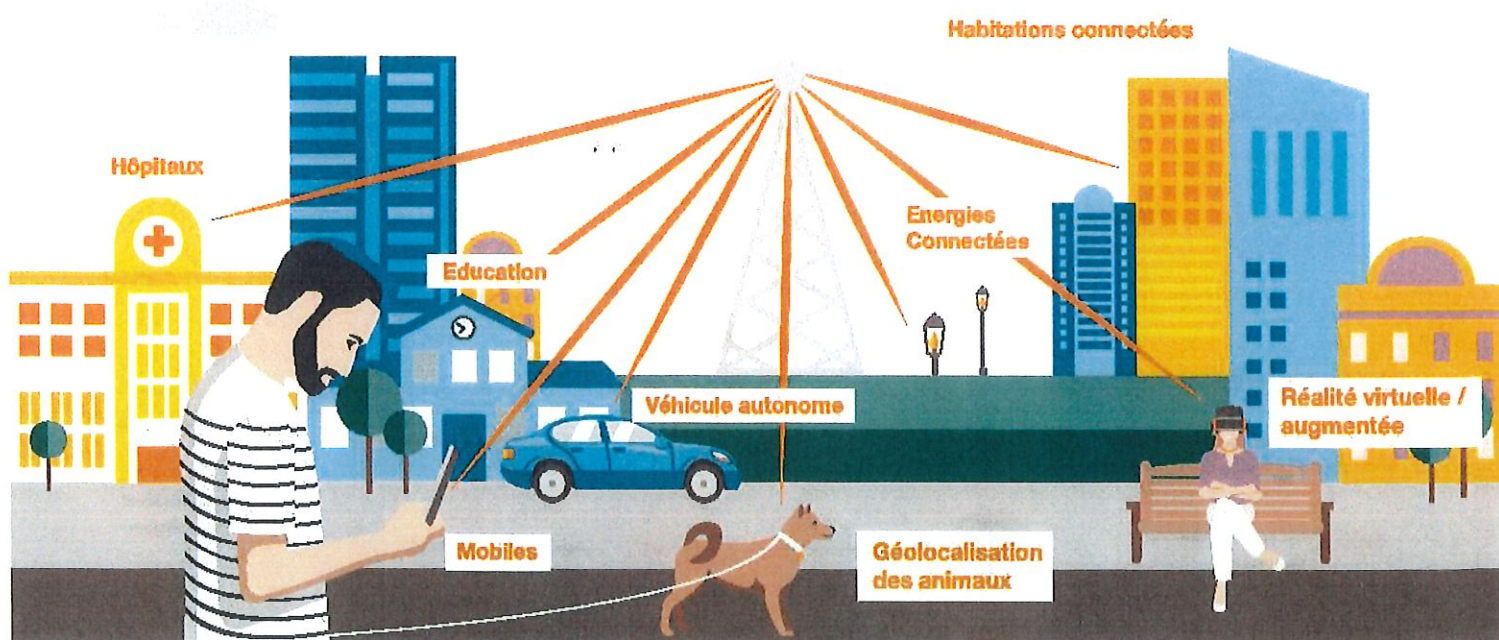 Habitations connectées
Hôpitaux
Energies
Connectées
Education
Véhicule autonome
Réalité virtuelle /
augmentée
Mobiles
Géolocalisation
des animaux